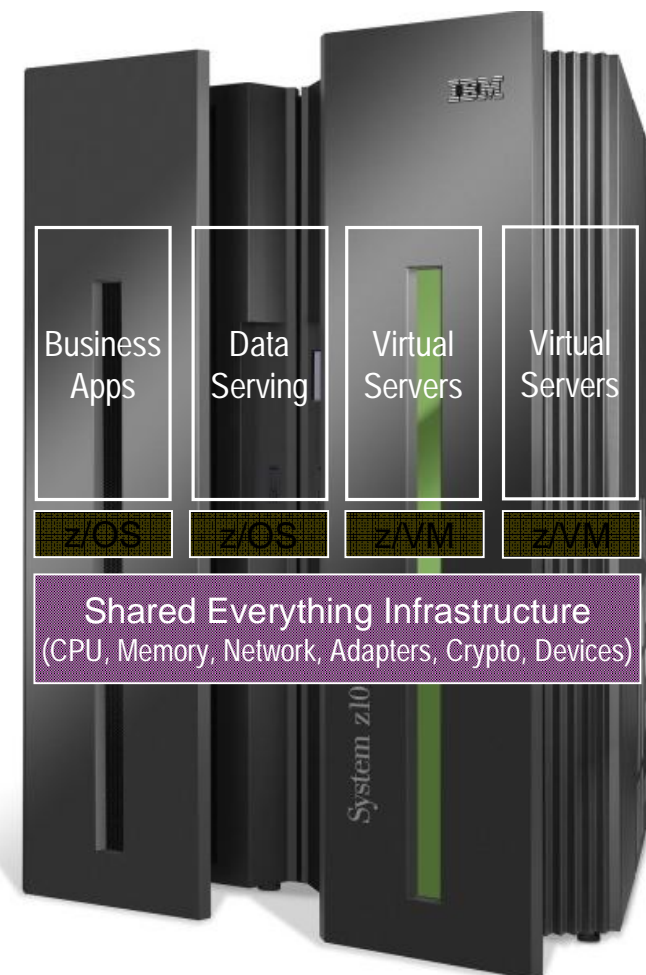 IBM
Business
Apps
Data
Serving
Virtual
Servers
Virtual
Servers
z/OS
z/OS
z/VM
z/VM
Shared Everything Infrastructure
(CPU, Memory, Network, Adapters, Crypto, Devices)
System z10